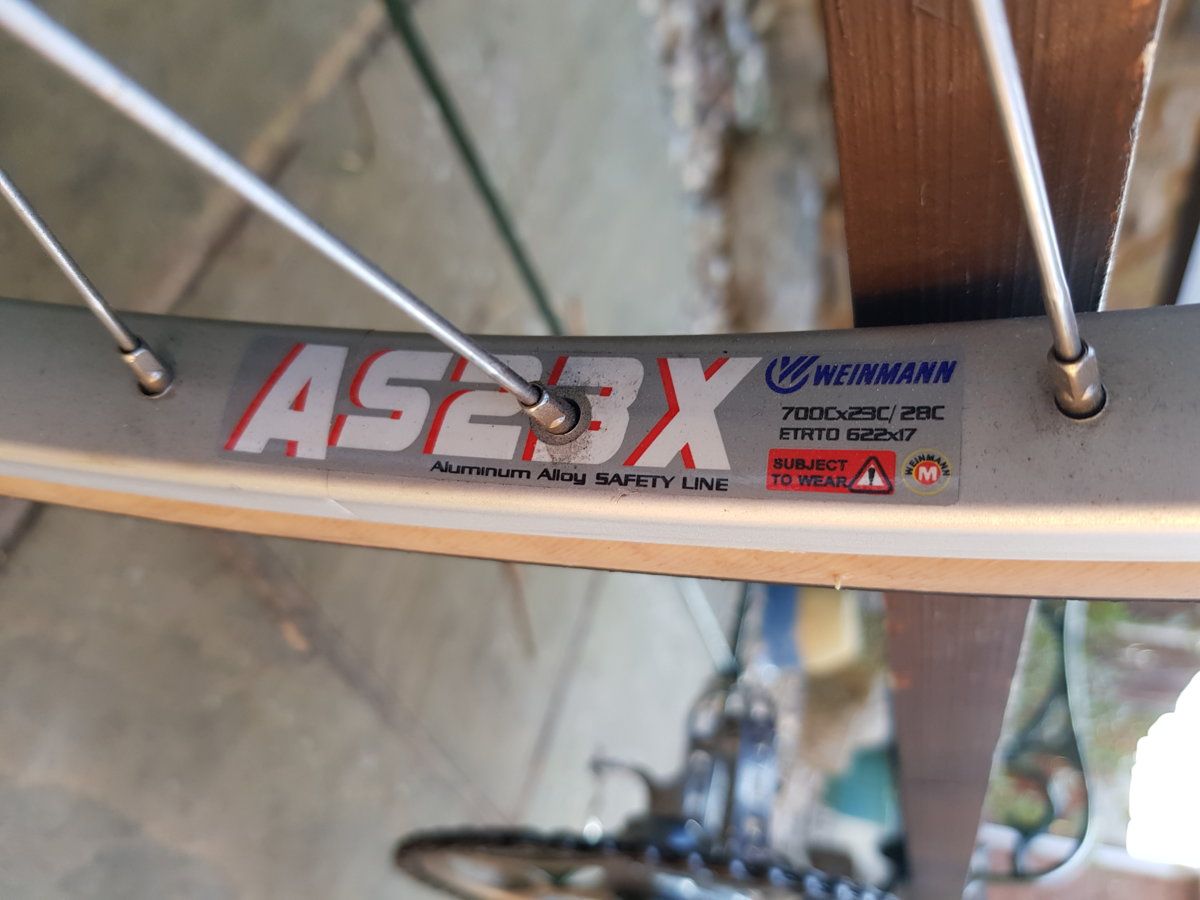 AS23X
Aluminum Alloy SAFETY LINE
WEINMANN
700Cx23C/28C
ETRTO 622x17
SUBJECT
TO WEAR
WEINMANN
M